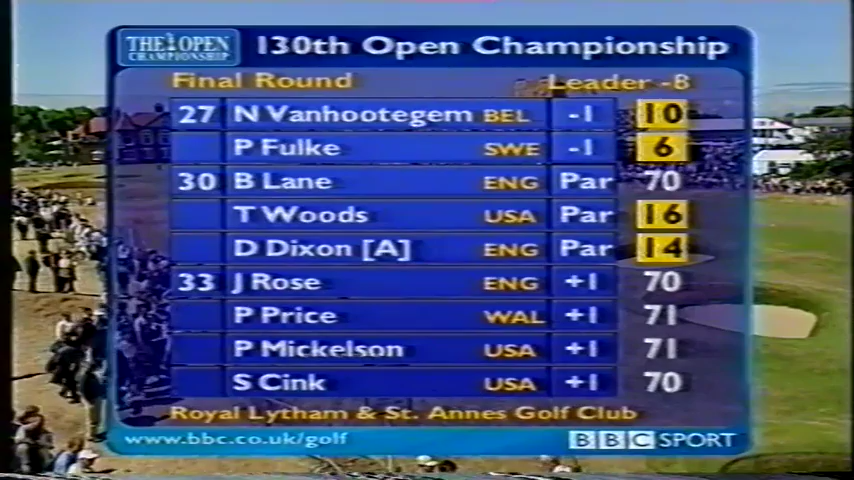 THE OPEN CHAMPIONSHIP
130th Open Championship
Final Round Leader -8
27 N Vanhootegem BEL -1 10
P Fulke SWE -1 6
30 B Lane ENG Par 70
T Woods USA Par 16
D Dixon [A] ENG Par 14
33 J Rose ENG +1 70
P Price WAL +1 71
P Mickelson USA +1 71
S Cink USA +1 70
Royal Lytham & St. Annes Golf Club
www.bbc.co.uk/golf BBC SPORT